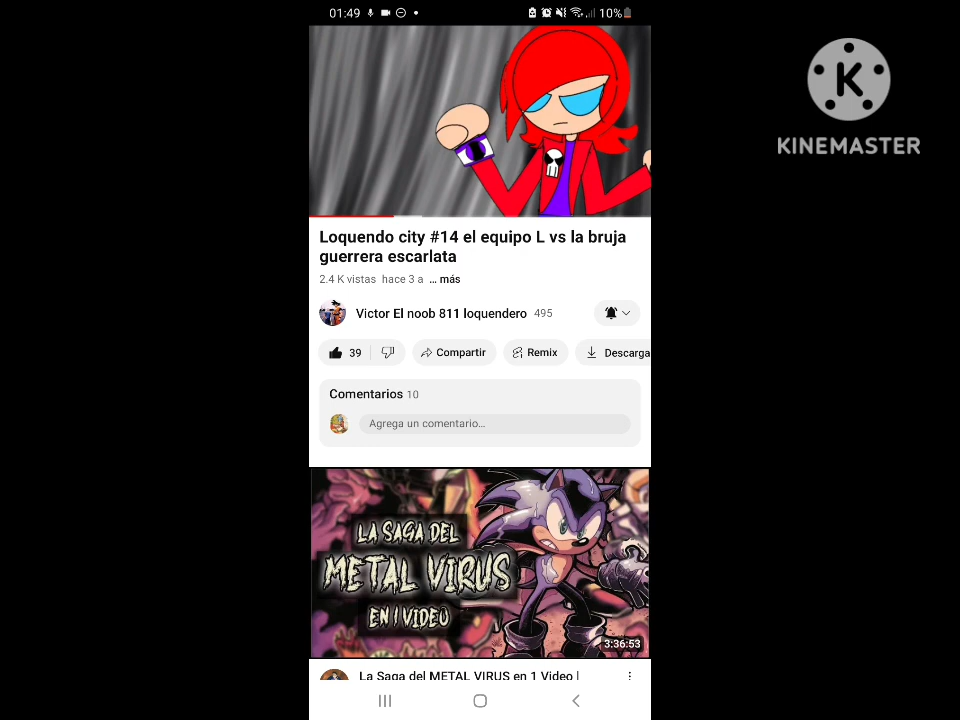 01:49
10%
K
KINEMASTER
Loquendo city #14 el equipo L vs la bruja
guerrera escarlata
2.4 K vistas hace 3 a ... más
Victor El noob 811 loquendero 495
39 Compartir Remix Descarga
Comentarios 10
Agrega un comentario...
LA SAGA DEL
METAL VIRUS
EN 1 VIDEO
3:36:53
La Saga del METAL VIRUS en 1 Video |